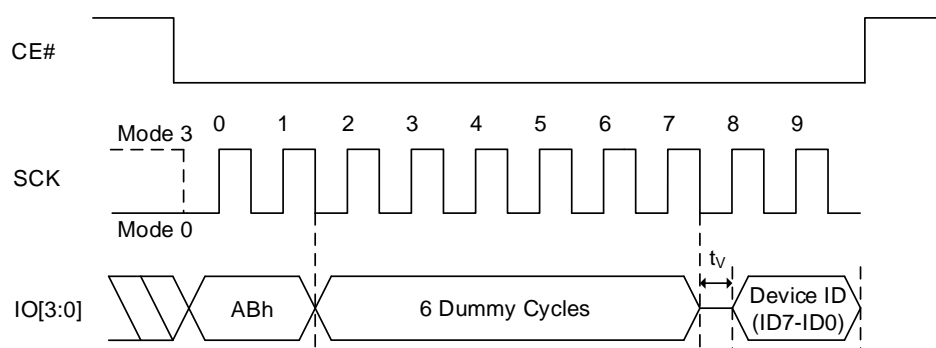 CE#
Mode 3
0 1 2 3 4 5 6 7 8 9
SCK
Mode 0
tV
IO[3:0]
ABh
6 Dummy Cycles
Device ID
(ID7-ID0)